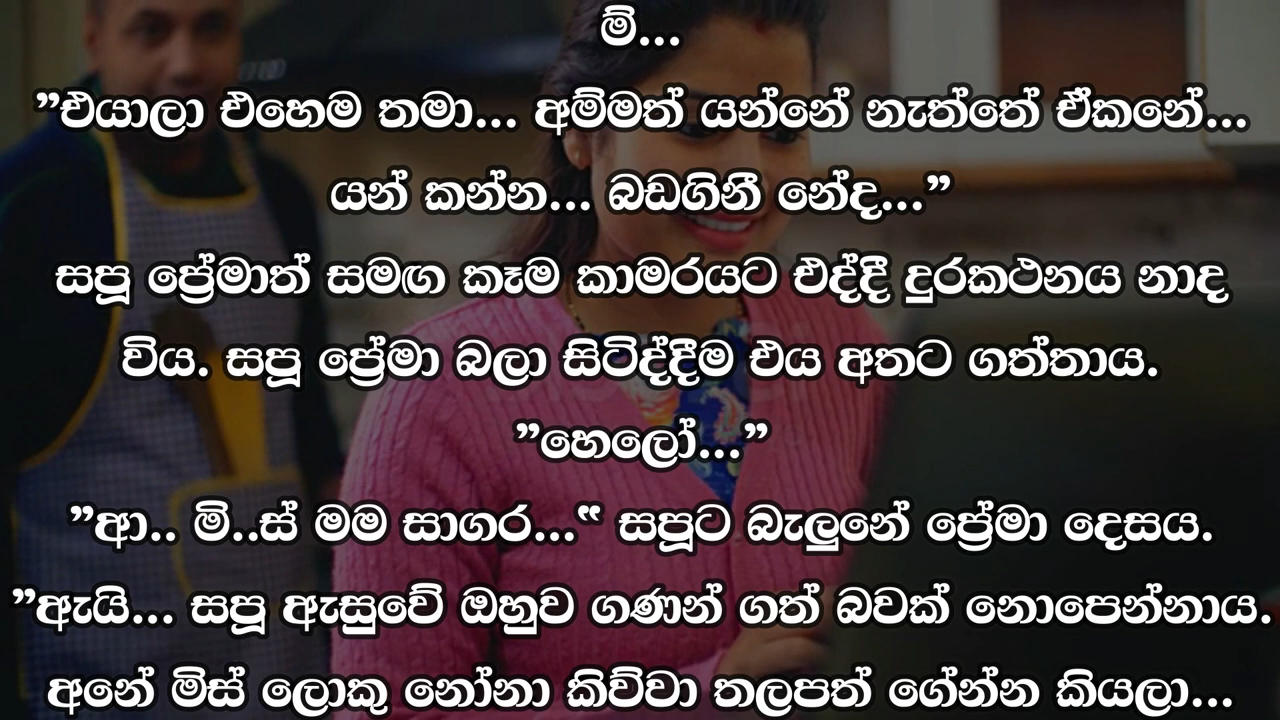 ම්...
”එයාලා එහෙම තමා... අම්මත් යන්නේ නැත්තේ ඒකනේ...
යන් කන්න... බඩගිනී නේද...”
සපූ ප්‍රේමාත් සමඟ කෑම කාමරයට එද්දී දුරකථනය නාද
විය. සපූ ප්‍රේමා බලා සිටිද්දීම එය අතට ගත්තාය.
”හෙලෝ...”
”ආ.. මි..ස් මම සාගර...“ සපූට බැලුනේ ප්‍රේමා දෙසය.
”ඇයි... සපූ ඇසුවේ ඔහුව ගණන් ගත් බවක් නොපෙන්නාය.
අනේ මිස් ලොකු නෝනා කිව්වා තලපත් ගේන්න කියලා...